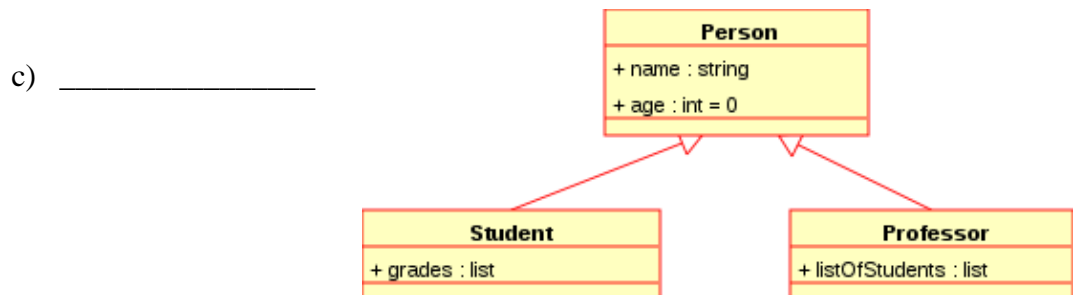 Person
+ name : string
c) ________________
+ age : int = 0
Student
Professor
+ grades : list
+ listOfStudents : list